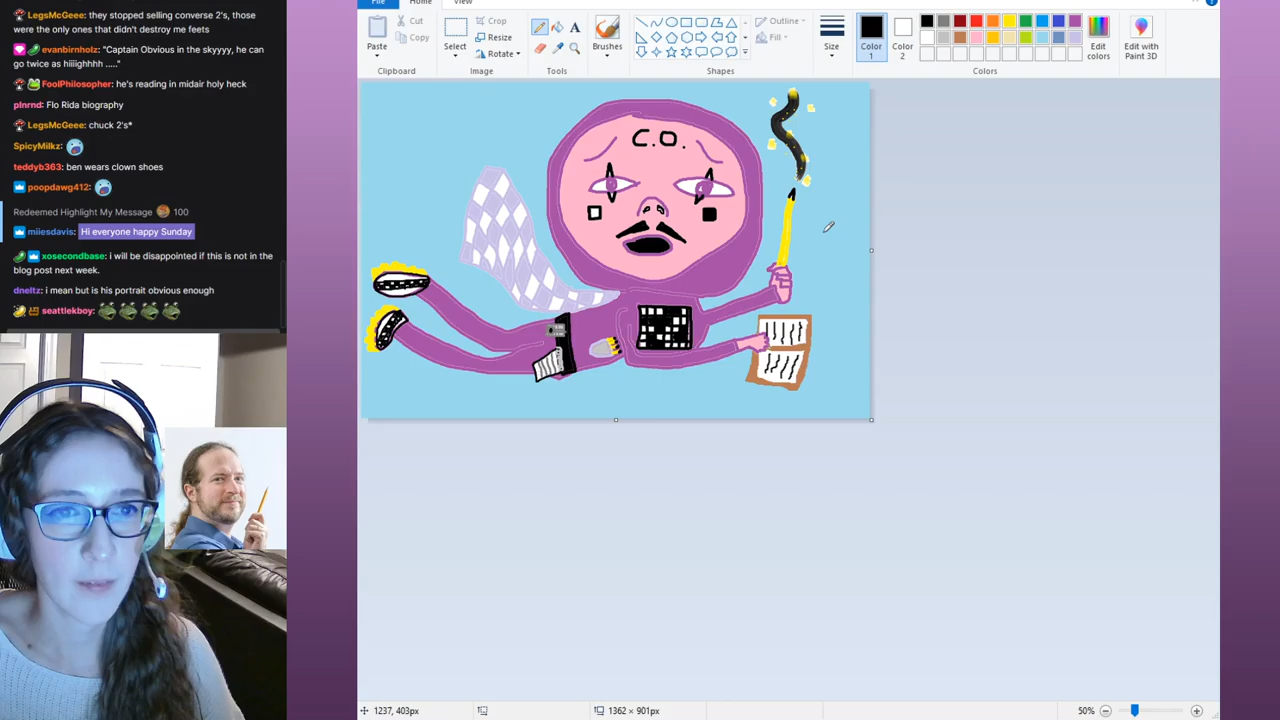 LegsMcGeee: they stopped selling converse 2's, those
were the only ones that didn't destroy me feets
evanbirnholz: "Captain Obvious in the skyyyy, he can
go twice as hiiiighhhh ....."
FoolPhilosopher: he's reading in midair holy heck
plnrnd: Flo Rida biography
LegsMcGeee: chuck 2's*
SpicyMilkz:
teddyb363: ben wears clown shoes
poopdawg412:
Redeemed Highlight My Message 100
miiesdavis: Hi everyone happy Sunday
xosecondbase: i will be disappointed if this is not in the
blog post next week.
dneltz: i mean but is his portrait obvious enough
seattlekboy:
File Home View
Paste
Cut
Copy
Clipboard
Select
Crop
Resize
Rotate
Image
A
Tools
Brushes
Shapes
Outline
Fill
Size
Color
1
Color
2
Colors
Edit
colors
Edit with
Paint 3D
C.O.
1237, 403px
1362 × 901px
50%